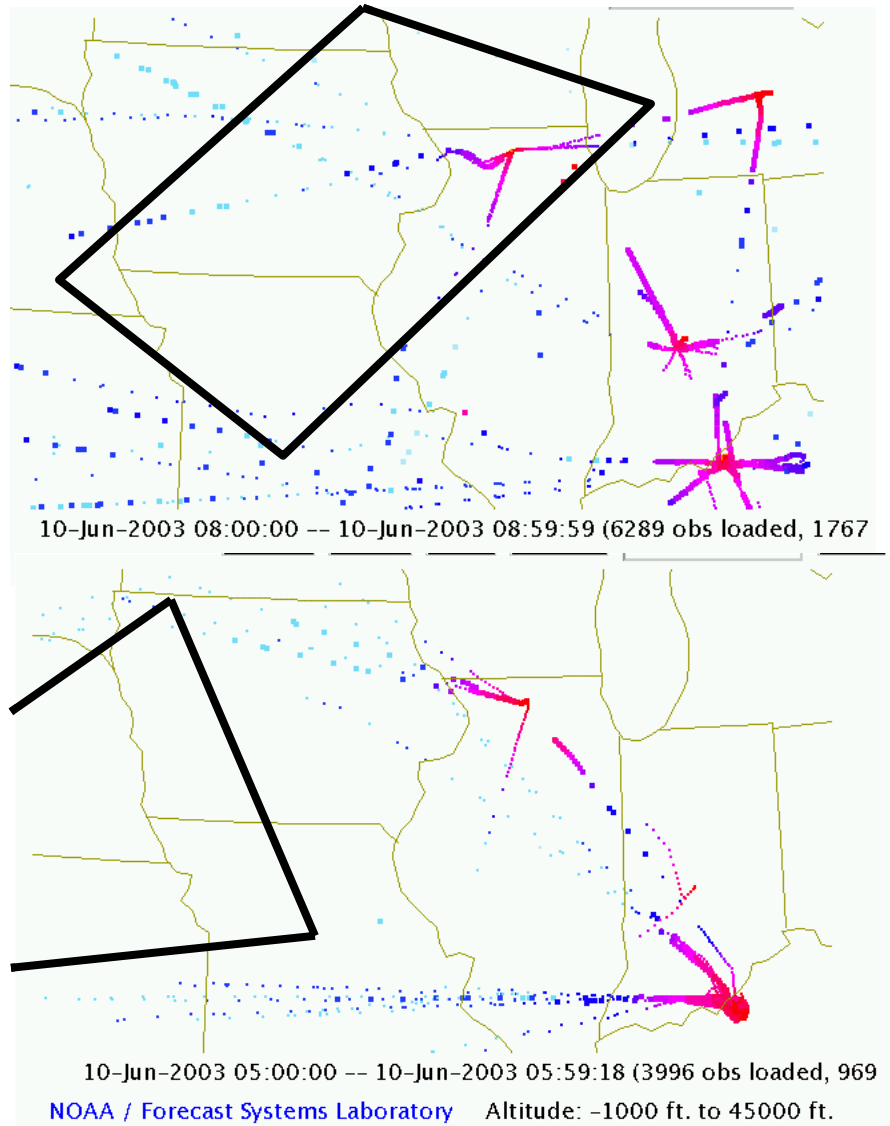 10-Jun-2003 08:00:00 -- 10-Jun-2003 08:59:59 (6289 obs loaded, 1767
10-Jun-2003 05:00:00 -- 10-Jun-2003 05:59:18 (3996 obs loaded, 969
NOAA / Forecast Systems Laboratory Altitude: -1000 ft. to 45000 ft.